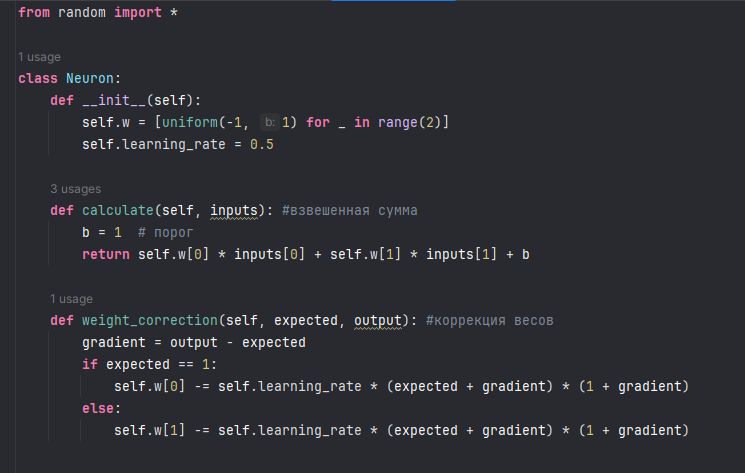 from random import *
1 usage
class Neuron:
    def __init__(self):
        self.w = [uniform(-1, b: 1) for _ in range(2)]
        self.learning_rate = 0.5
3 usages
    def calculate(self, inputs): #взвешенная сумма
        b = 1  # порог
        return self.w[0] * inputs[0] + self.w[1] * inputs[1] + b
1 usage
    def weight_correction(self, expected, output): #коррекция весов
        gradient = output - expected
        if expected == 1:
            self.w[0] -= self.learning_rate * (expected + gradient) * (1 + gradient)
        else:
            self.w[1] -= self.learning_rate * (expected + gradient) * (1 + gradient)